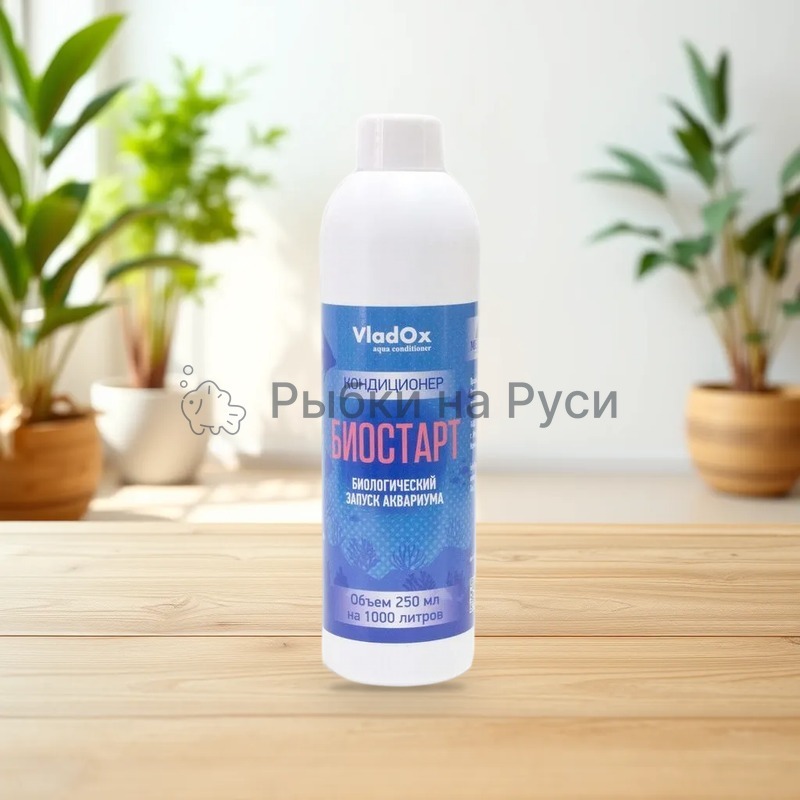 VladOx
aqua conditioner
КОНДИЦИОНЕР
Рыбки на Руси
БИОСТАРТ
БИОЛОГИЧЕСКИЙ
ЗАПУСК АКВАРИУМА
Объем 250 мл
на 1000 литров